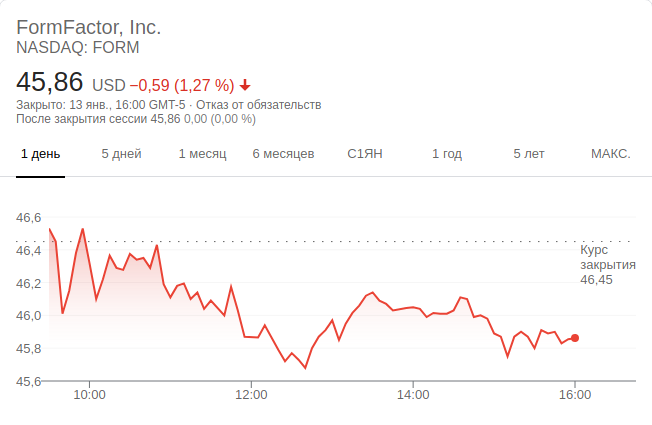 FormFactor, Inc.
NASDAQ: FORM
45,86 USD −0,59 (1,27 %)
Закрыто: 13 янв., 16:00 GMT-5 · Отказ от обязательств
После закрытия сессии 45,86 0,00 (0,00 %)
1 день 5 дней 1 месяц 6 месяцев С1ЯН 1 год 5 лет МАКС.
46,6
46,4
46,2
46,0
45,8
45,6
Курс
закрытия
46,45
10:00 12:00 14:00 16:00